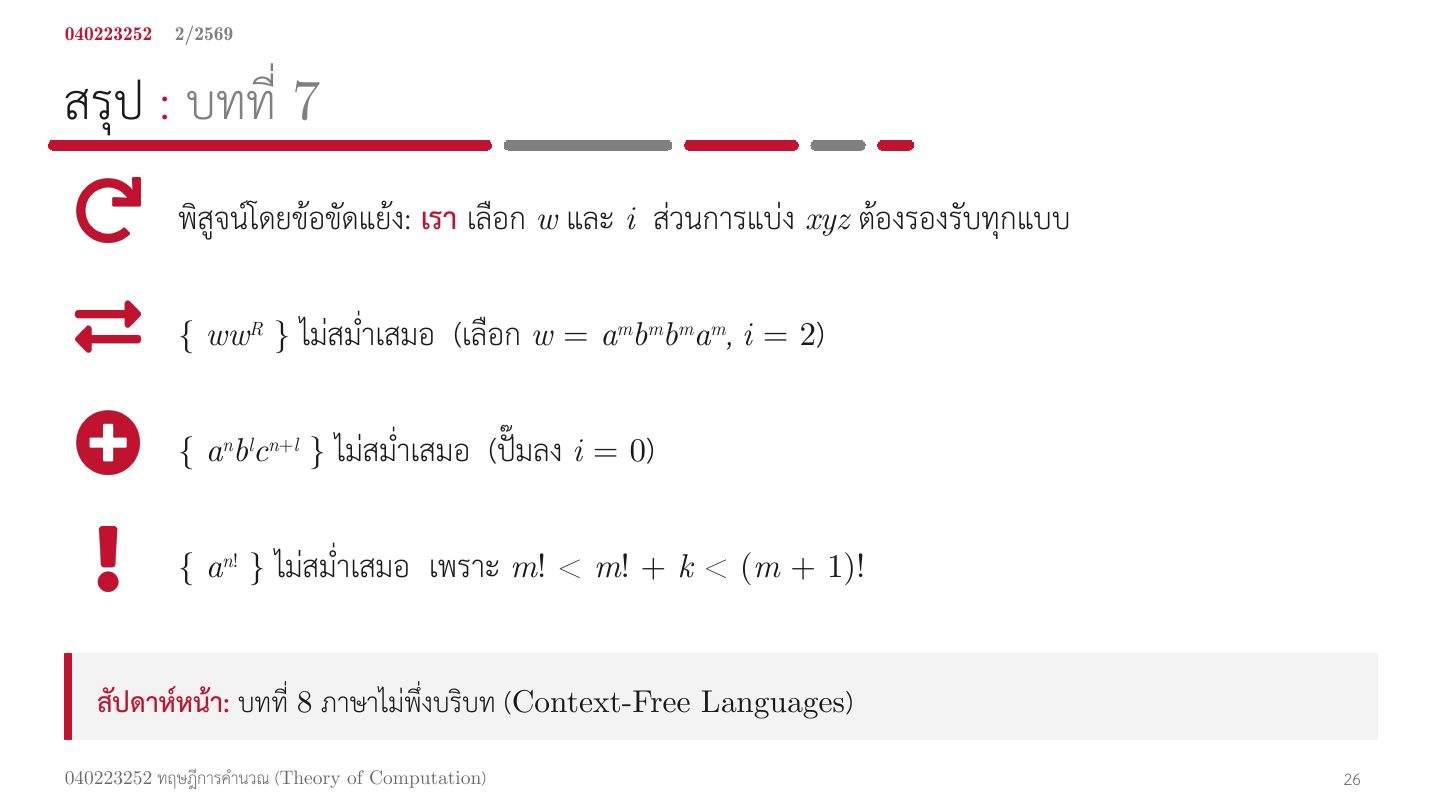 040223252 2/2569
สรุป : บทที่ 7
พิสูจน์โดยข้อขัดแย้ง: เรา เลือก w และ i ส่วนการแบ่ง xyz ต้องรองรับทุกแบบ
{ wwᴿ } ไม่สม่ำเสมอ (เลือก w = aᵐbᵐbᵐaᵐ, i = 2)
{ aⁿbˡcⁿ⁺ˡ } ไม่สม่ำเสมอ (ปั๊มลง i = 0)
{ aⁿ! } ไม่สม่ำเสมอ เพราะ m! < m! + k < (m + 1)!
สัปดาห์หน้า: บทที่ 8 ภาษาไม่พึ่งบริบท (Context-Free Languages)
040223252 ทฤษฎีการคำนวณ (Theory of Computation) 26